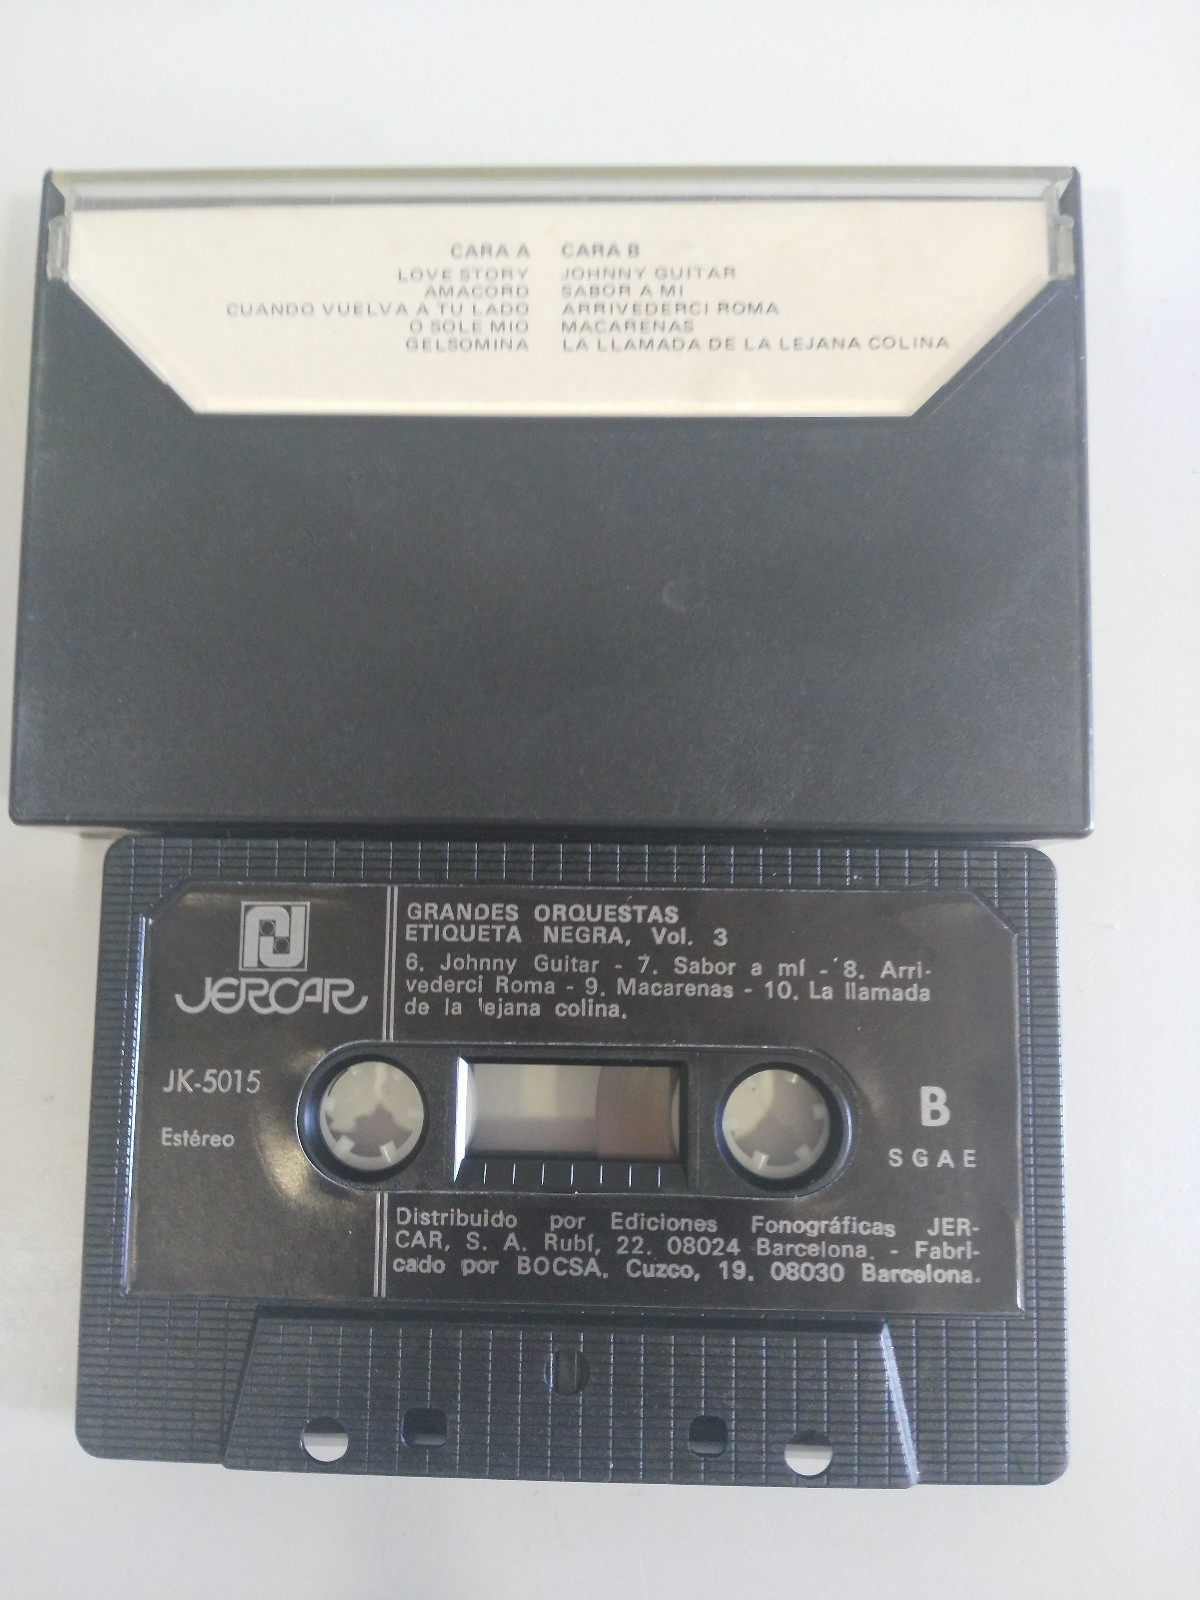 CARA A CARA B
LOVE STORY JOHNNY GUITAR
AMACORD SABOR A MI
CUANDO VUELVA A TU LADO ARRIVEDERCI ROMA
O SOLE MIO MACARENAS
GELSOMINA LA LLAMADA DE LA LEJANA COLINA
JERCAR
GRANDES ORQUESTAS
ETIQUETA NEGRA, Vol. 3
6. Johnny Guitar - 7. Sabor a mí - 8. Arri-
vederci Roma - 9. Macarenas - 10. La llamada
de la lejana colina.
JK-5015
Estéreo
B
SGAE
Distribuido por Ediciones Fonográficas JER-
CAR, S. A. Rubí, 22. 08024 Barcelona. - Fabri-
cado por BOCSA. Cuzco, 19. 08030 Barcelona.